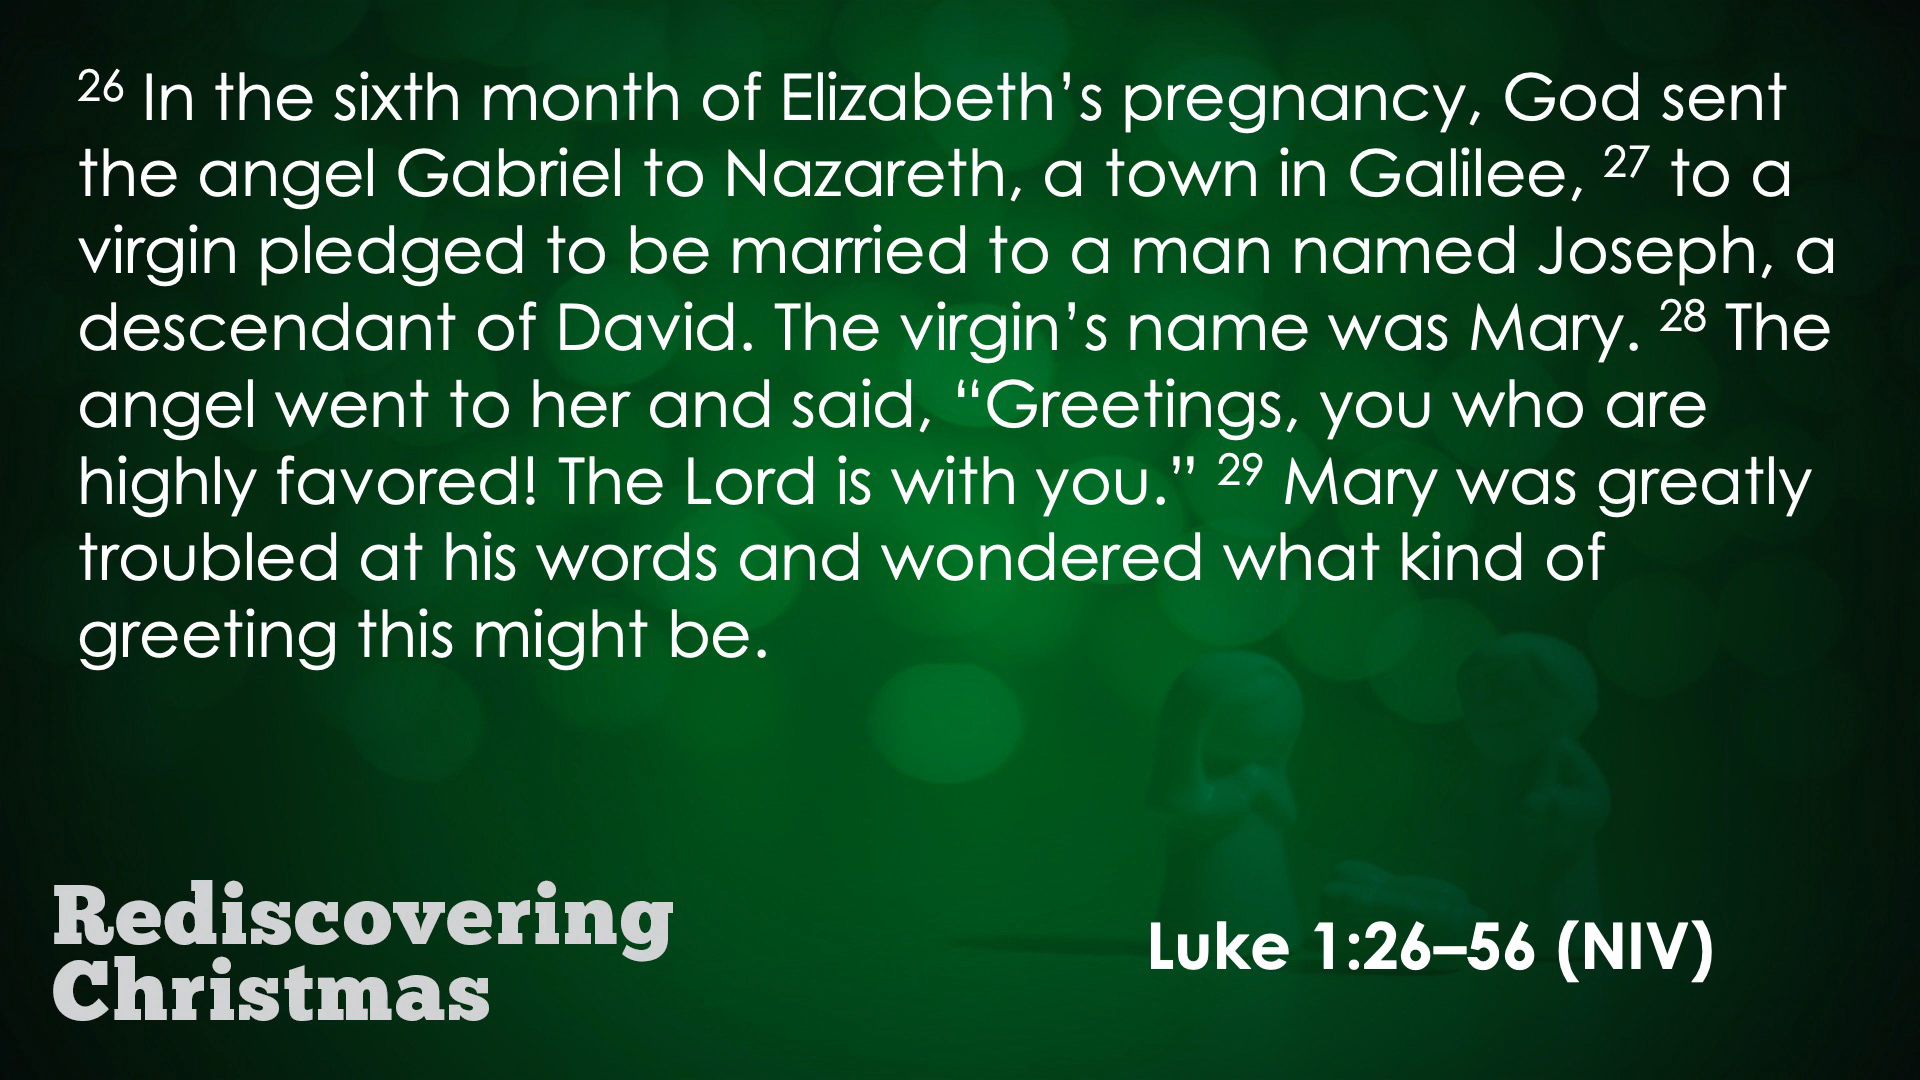 26 In the sixth month of Elizabeth’s pregnancy, God sent
the angel Gabriel to Nazareth, a town in Galilee, 27 to a
virgin pledged to be married to a man named Joseph, a
descendant of David. The virgin’s name was Mary. 28 The
angel went to her and said, “Greetings, you who are
highly favored! The Lord is with you.” 29 Mary was greatly
troubled at his words and wondered what kind of
greeting this might be.
Rediscovering
Christmas
Luke 1:26–56 (NIV)